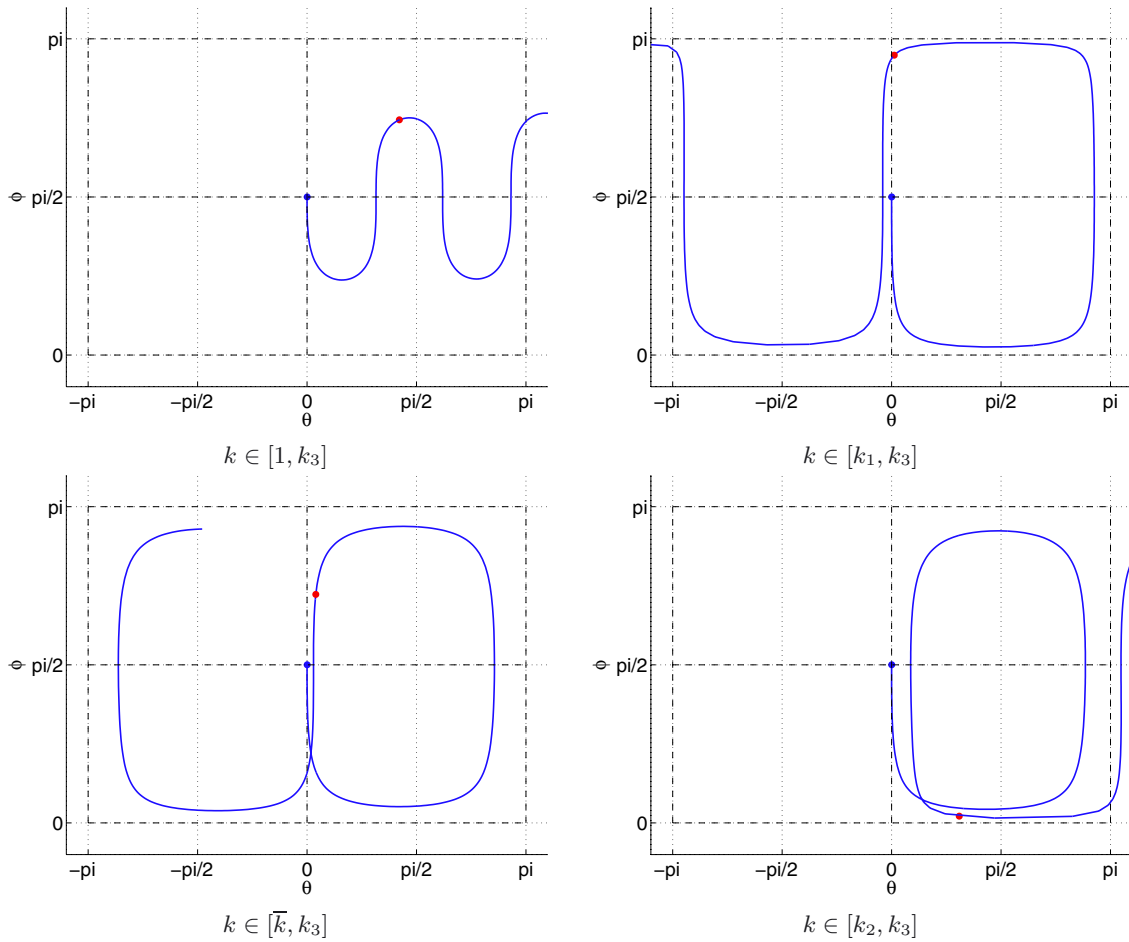 pi
pi/2
0
φ
−pi −pi/2 0 pi/2 pi
θ
k ∈ [1, k₃]
pi
pi/2
0
φ
−pi −pi/2 0 pi/2 pi
θ
k ∈ [k₁, k₃]
pi
pi/2
0
φ
−pi −pi/2 0 pi/2 pi
θ
k ∈ [k̅, k₃]
pi
pi/2
0
φ
−pi −pi/2 0 pi/2 pi
θ
k ∈ [k₂, k₃]